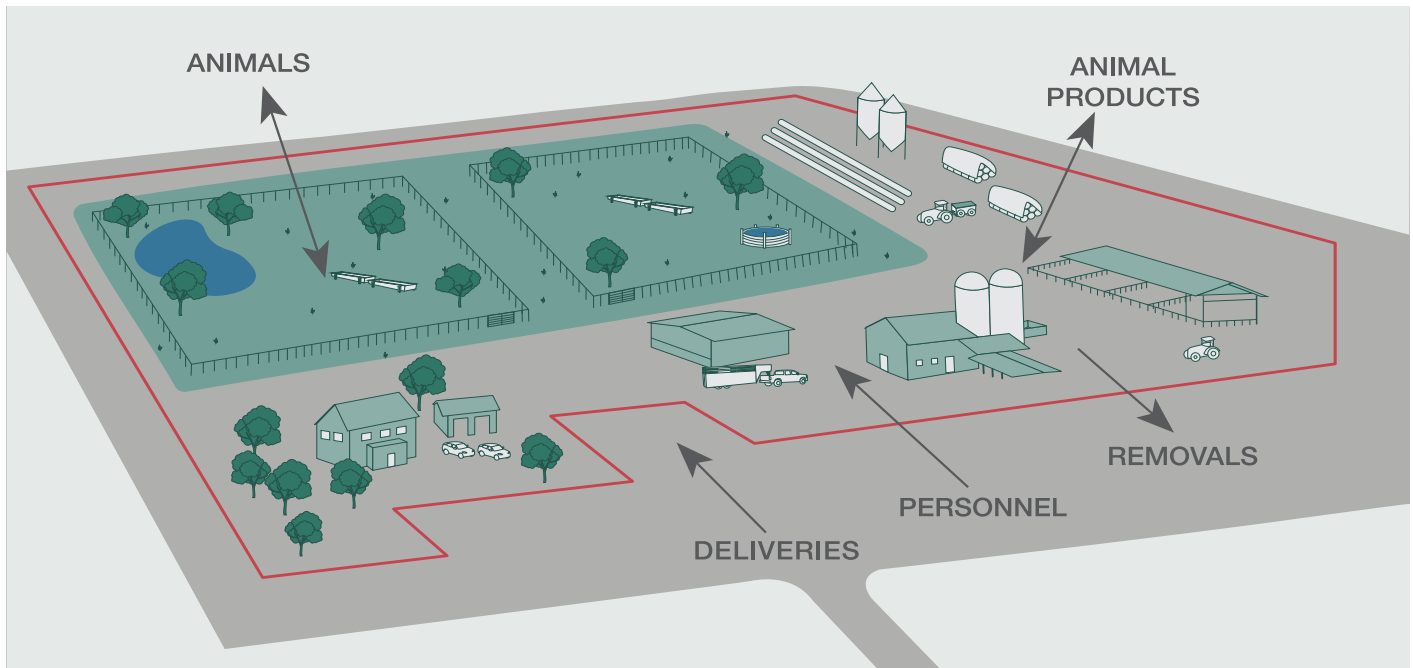 ANIMALS
ANIMAL
PRODUCTS
REMOVALS
PERSONNEL
DELIVERIES